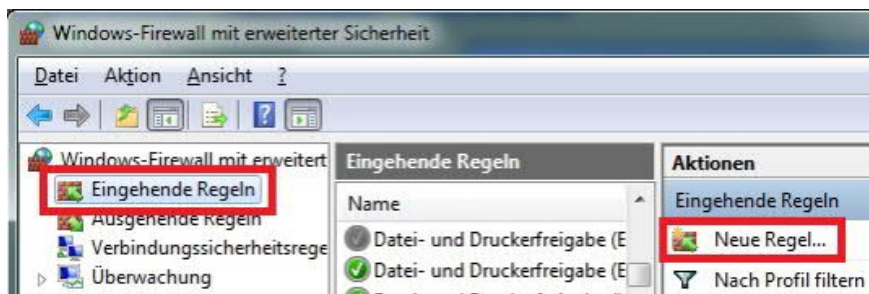 Windows-Firewall mit erweiterter Sicherheit
Datei Aktion Ansicht ?
Windows-Firewall mit erweitert
Eingehende Regeln
Ausgehende Regeln
Verbindungssicherheitsrege
Überwachung
Eingehende Regeln
Name
Datei- und Druckerfreigabe (E
Datei- und Druckerfreigabe (E
Aktionen
Eingehende Regeln
Neue Regel...
Nach Profil filtern